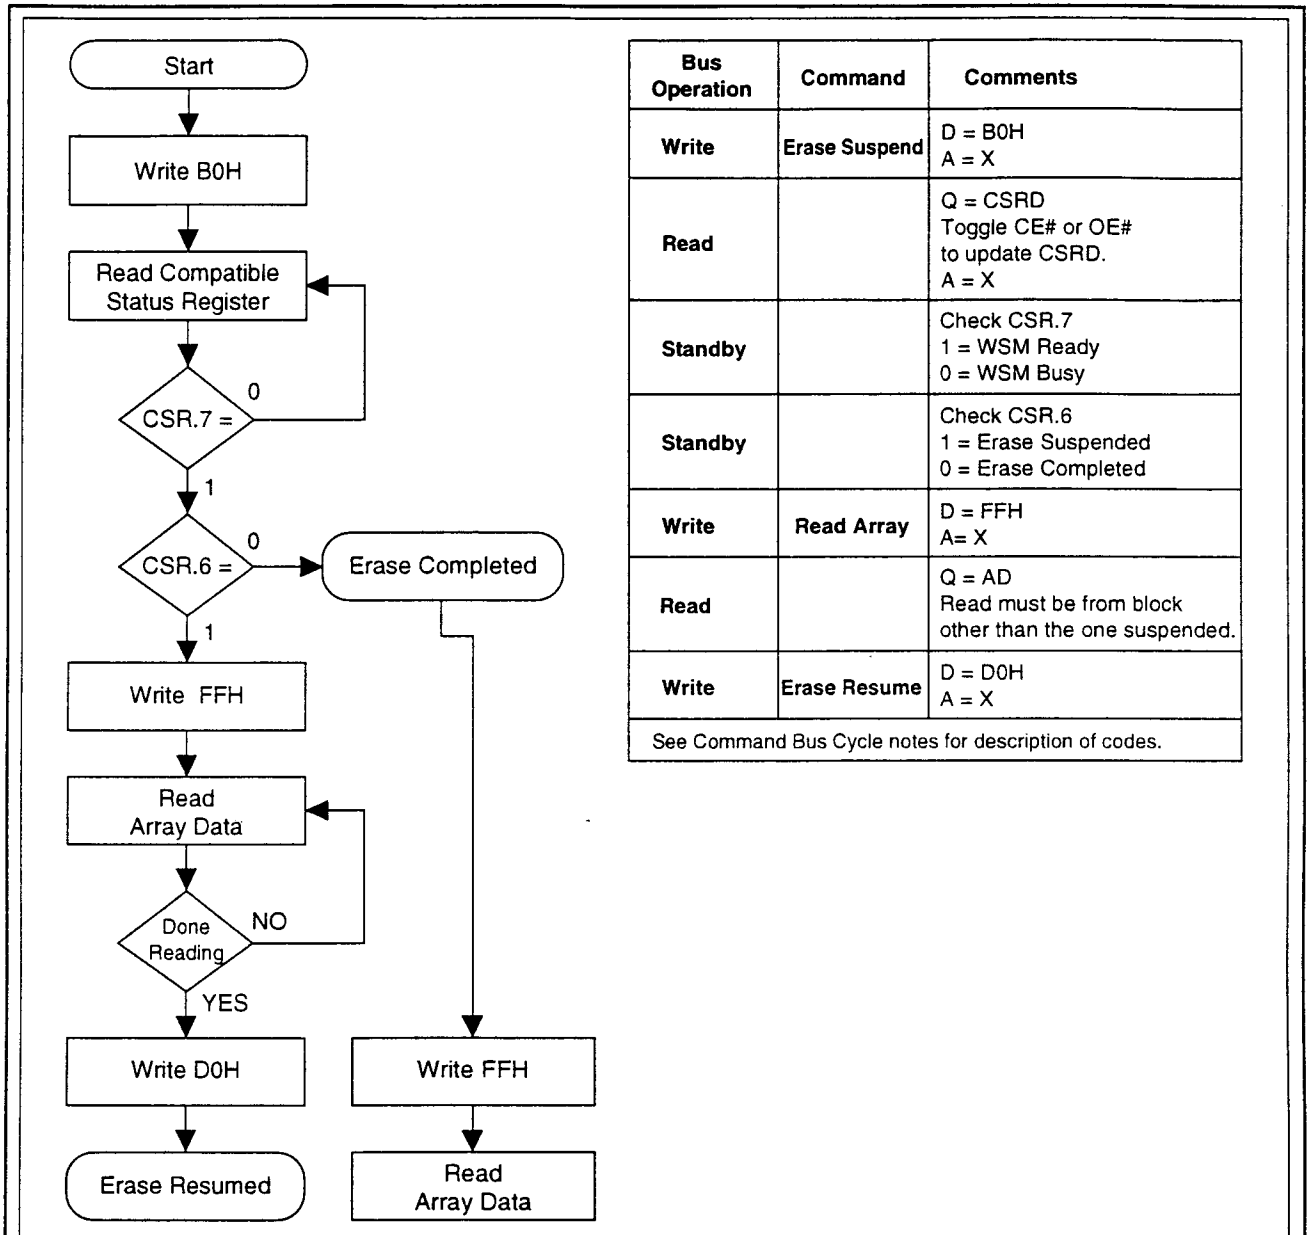 Start
Write B0H
Read Compatible
Status Register
0
CSR.7 =
1
0
CSR.6 =
Erase Completed
1
Write FFH
Read
Array Data
Done
Reading
NO
YES
Write D0H
Write FFH
Erase Resumed
Read
Array Data
Bus
Operation
Command
Comments
Write
Erase Suspend
D = B0H
A = X
Read
Q = CSRD
Toggle CE# or OE#
to update CSRD.
A = X
Standby
Check CSR.7
1 = WSM Ready
0 = WSM Busy
Standby
Check CSR.6
1 = Erase Suspended
0 = Erase Completed
Write
Read Array
D = FFH
A= X
Read
Q = AD
Read must be from block
other than the one suspended.
Write
Erase Resume
D = D0H
A = X
See Command Bus Cycle notes for description of codes.